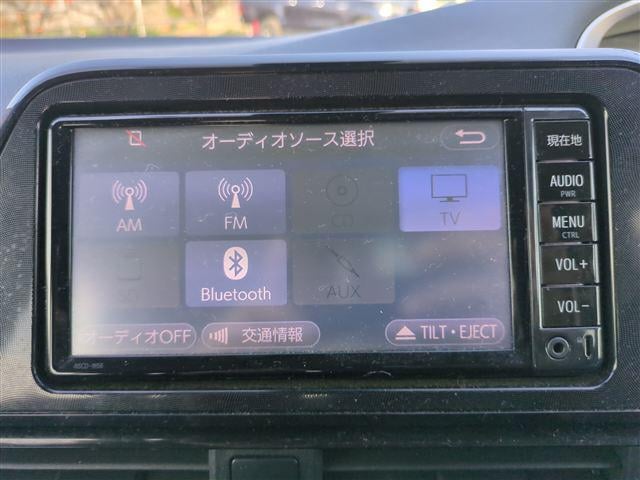 オーディオソース選択
AM
FM
CD
TV
Bluetooth
AUX
オーディオOFF
交通情報
TILT・EJECT
現在地
AUDIO
PWR
MENU
CTRL
VOL+
VOL-